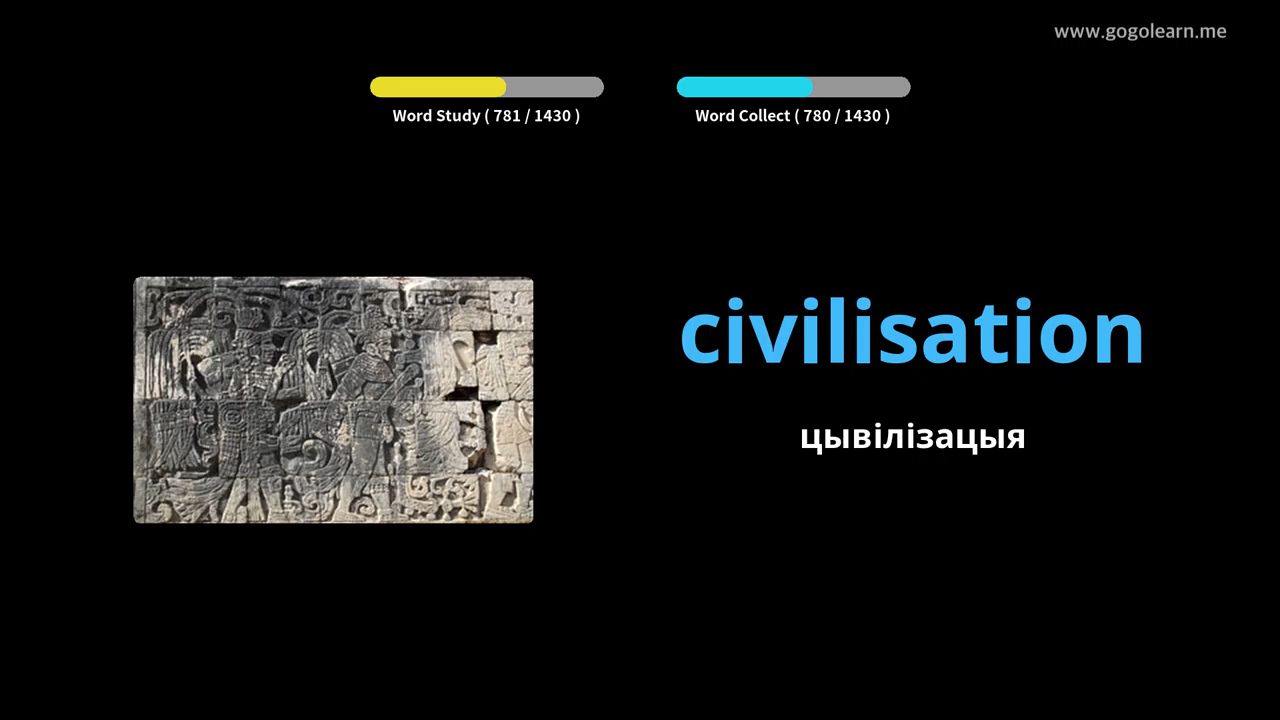 www.gogolearn.me
Word Study ( 781 / 1430 )
Word Collect ( 780 / 1430 )
civilisation
цывілізацыя